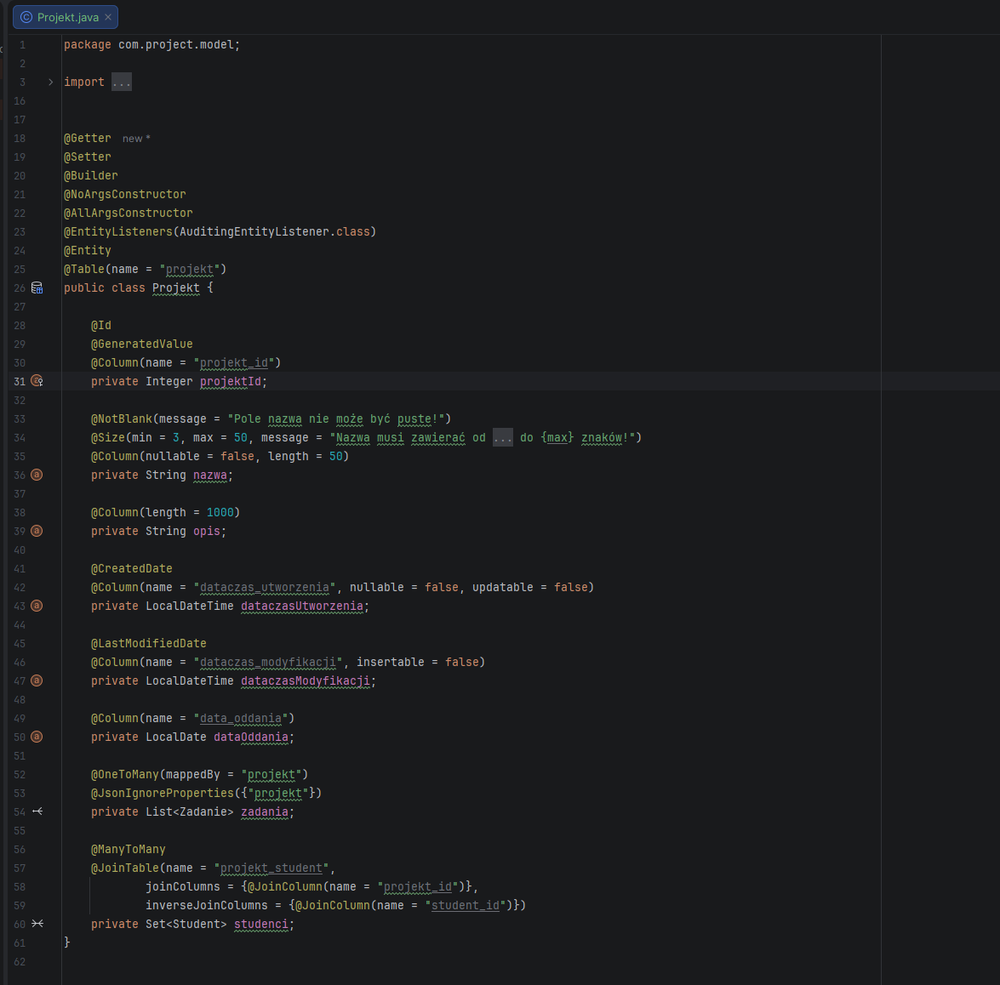 Projekt.java
1 package com.project.model;
2
3 import ...
16
17
18 @Getter new *
19 @Setter
20 @Builder
21 @NoArgsConstructor
22 @AllArgsConstructor
23 @EntityListeners(AuditingEntityListener.class)
24 @Entity
25 @Table(name = "projekt")
26 public class Projekt {
27
28 @Id
29 @GeneratedValue
30 @Column(name = "projekt_id")
31 private Integer projektId;
32
33 @NotBlank(message = "Pole nazwa nie może być puste!")
34 @Size(min = 3, max = 50, message = "Nazwa musi zawierać od ... do {max} znaków!")
35 @Column(nullable = false, length = 50)
36 private String nazwa;
37
38 @Column(length = 1000)
39 private String opis;
40
41 @CreatedDate
42 @Column(name = "dataczas_utworzenia", nullable = false, updatable = false)
43 private LocalDateTime dataczasUtworzenia;
44
45 @LastModifiedDate
46 @Column(name = "dataczas_modyfikacji", insertable = false)
47 private LocalDateTime dataczasModyfikacji;
48
49 @Column(name = "data_oddania")
50 private LocalDate dataOddania;
51
52 @OneToMany(mappedBy = "projekt")
53 @JsonIgnoreProperties({"projekt"})
54 private List<Zadanie> zadania;
55
56 @ManyToMany
57 @JoinTable(name = "projekt_student",
58 joinColumns = {@JoinColumn(name = "projekt_id")},
59 inverseJoinColumns = {@JoinColumn(name = "student_id")})
60 private Set<Student> studenci;
61 }
62